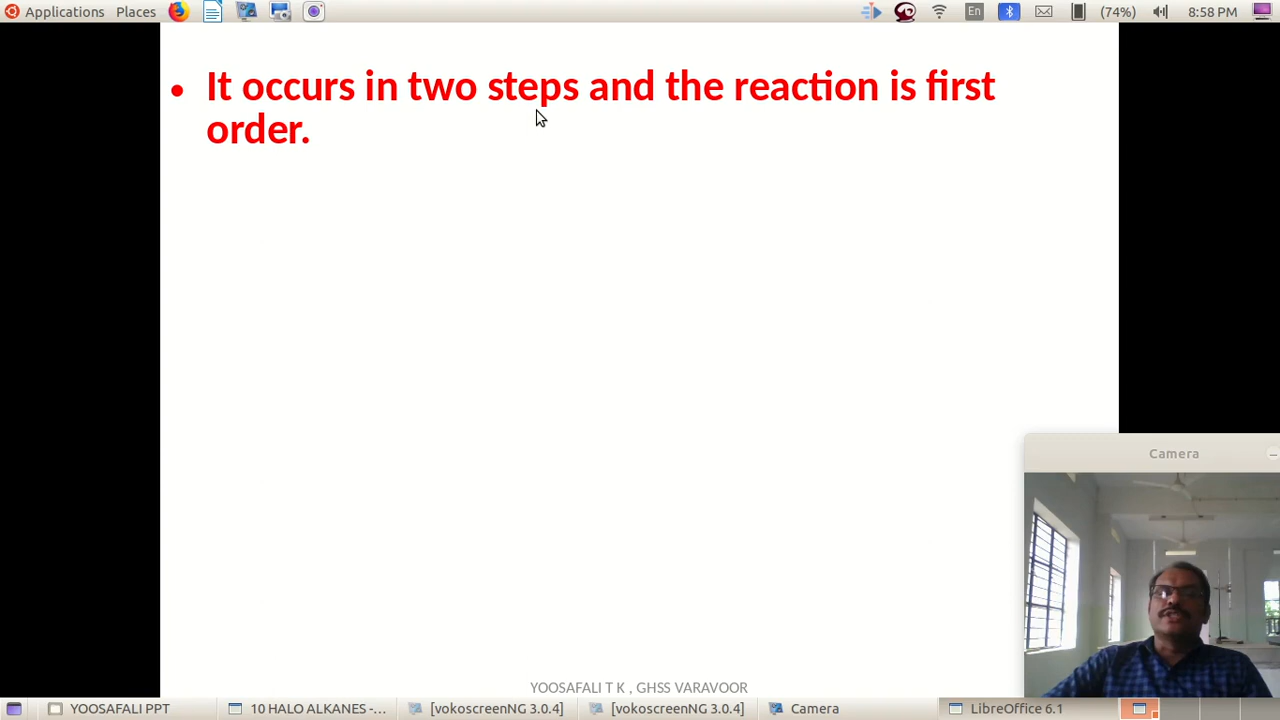 Applications Places En (74%) 8:58 PM
• It occurs in two steps and the reaction is first
order.
Camera
YOOSAFALI T K , GHSS VARAVOOR
YOOSAFALI PPT 10 HALO ALKANES -... [vokoscreenNG 3.0.4] [vokoscreenNG 3.0.4] Camera LibreOffice 6.1